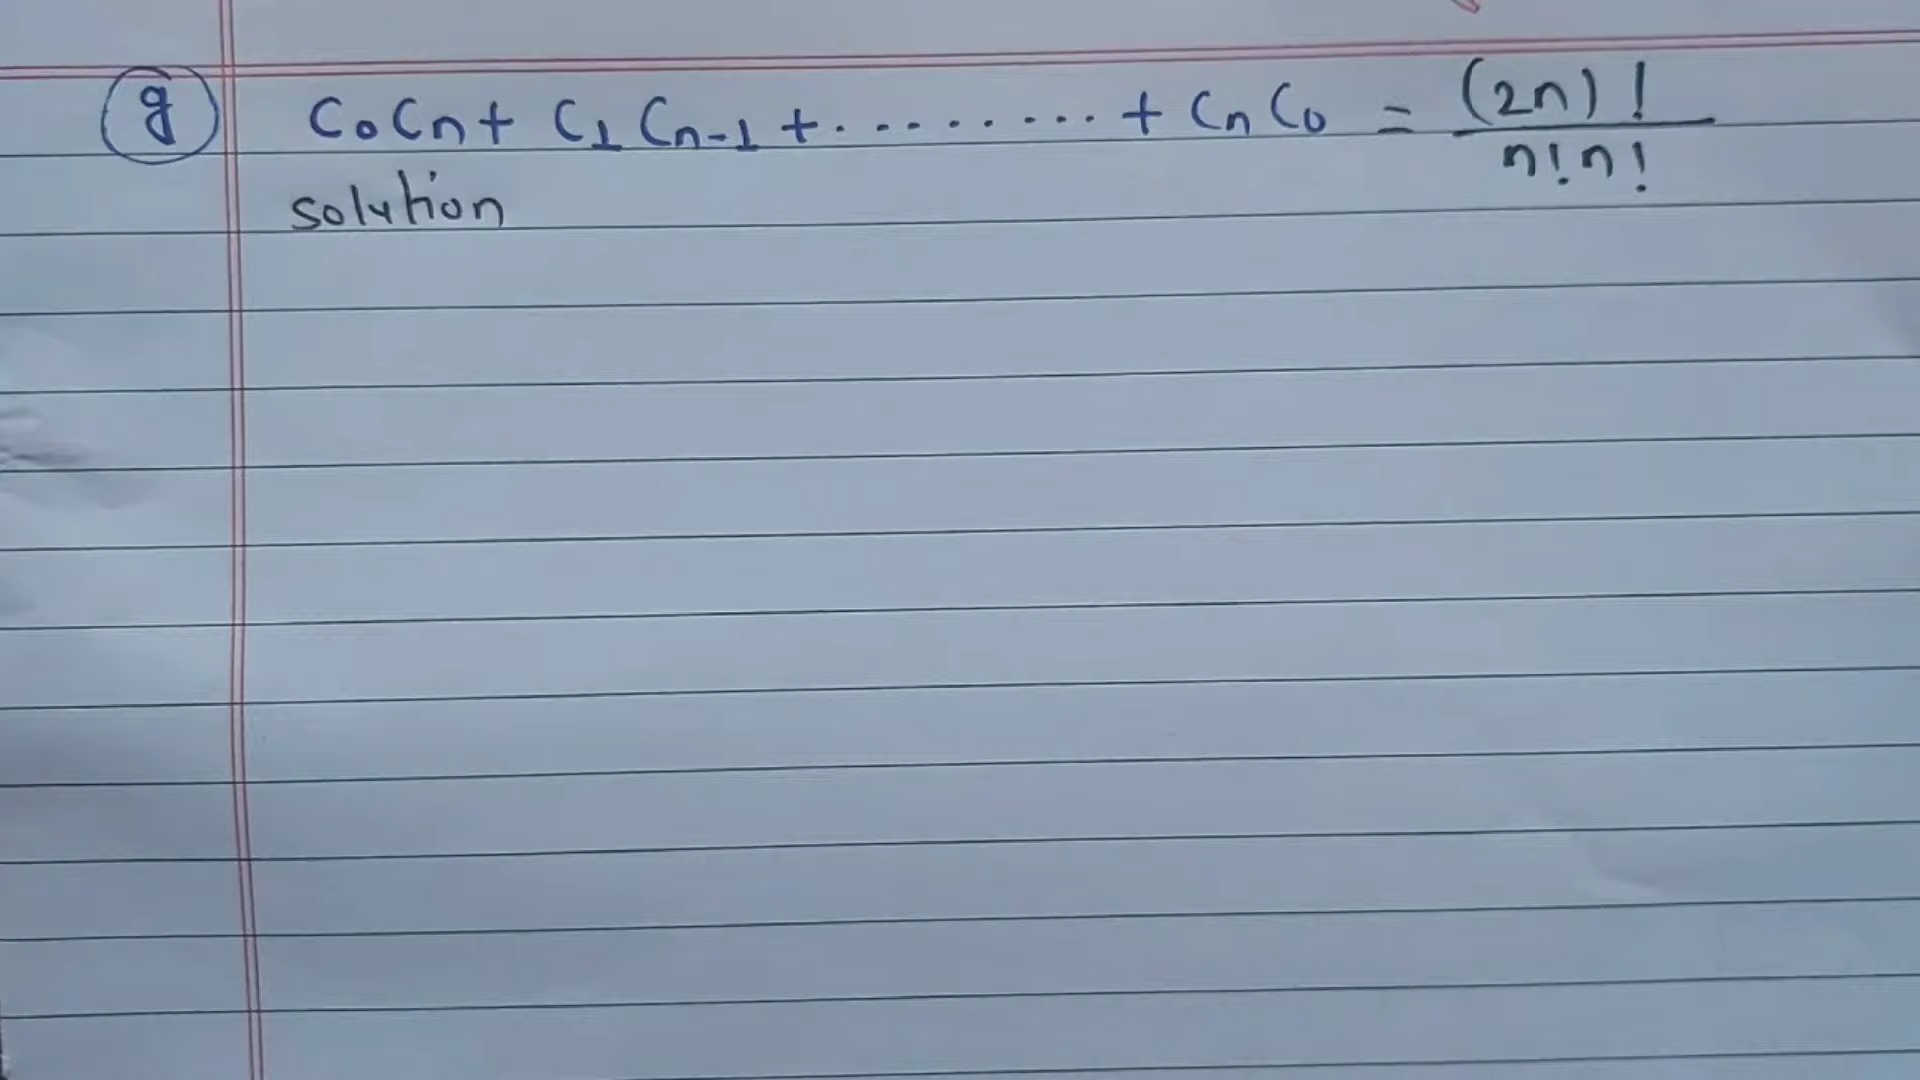 g C₀Cₙ + C₁Cₙ₋₁ + ......... + CₙC₀ = (2n)! / n!n!
solution